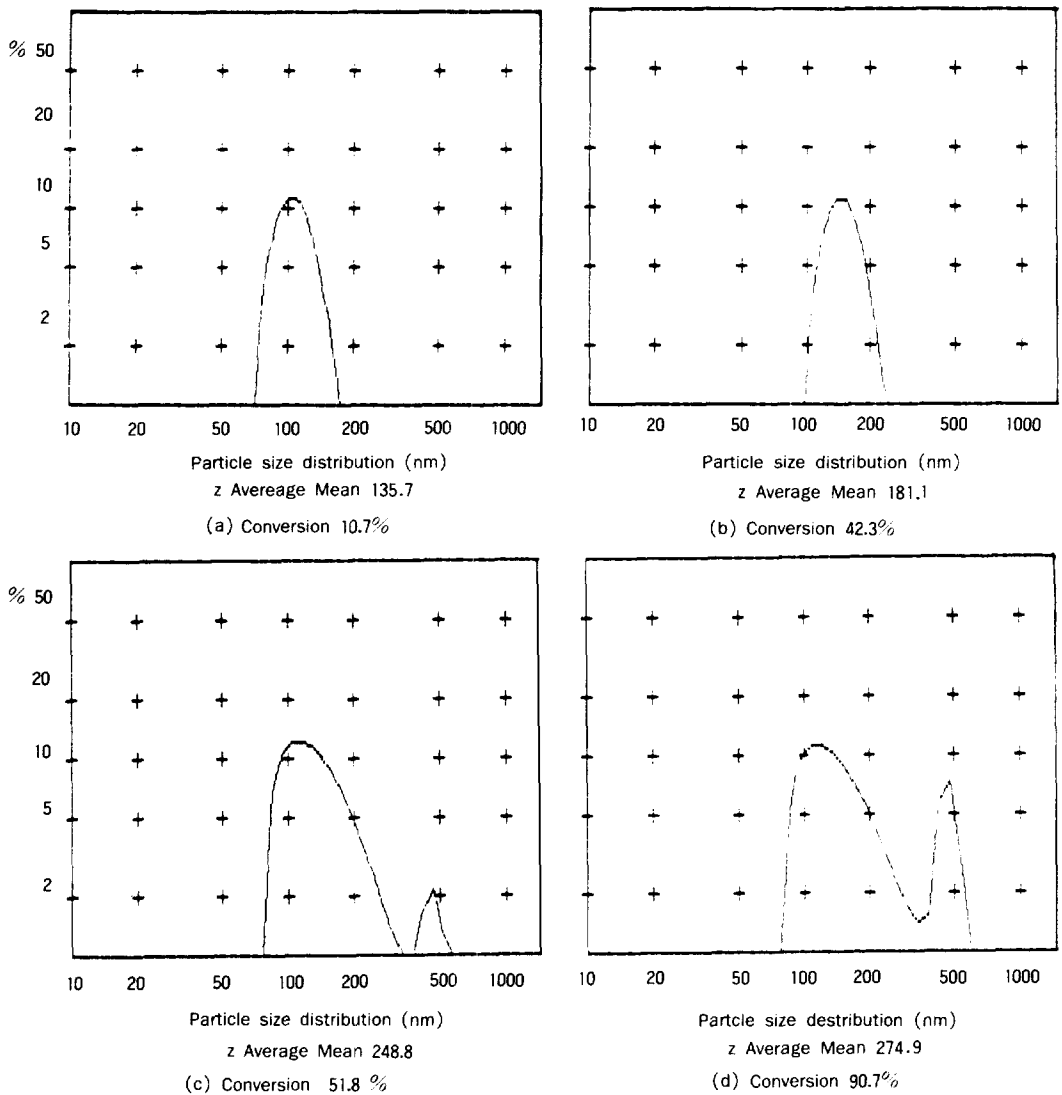 % 50
20
10
5
2
10 20 50 100 200 500 1000
Particle size distribution (nm)
z Avereage Mean 135.7
(a) Conversion 10.7%
10 20 50 100 200 500 1000
Particle size distribution (nm)
z Average Mean 181.1
(b) Conversion 42.3%
% 50
20
10
5
2
10 20 50 100 200 500 1000
Particle size distribution (nm)
z Average Mean 248.8
(c) Conversion 51.8 %
10 20 50 100 200 500 1000
Partcle size destribution (nm)
z Average Mean 274.9
(d) Conversion 90.7%